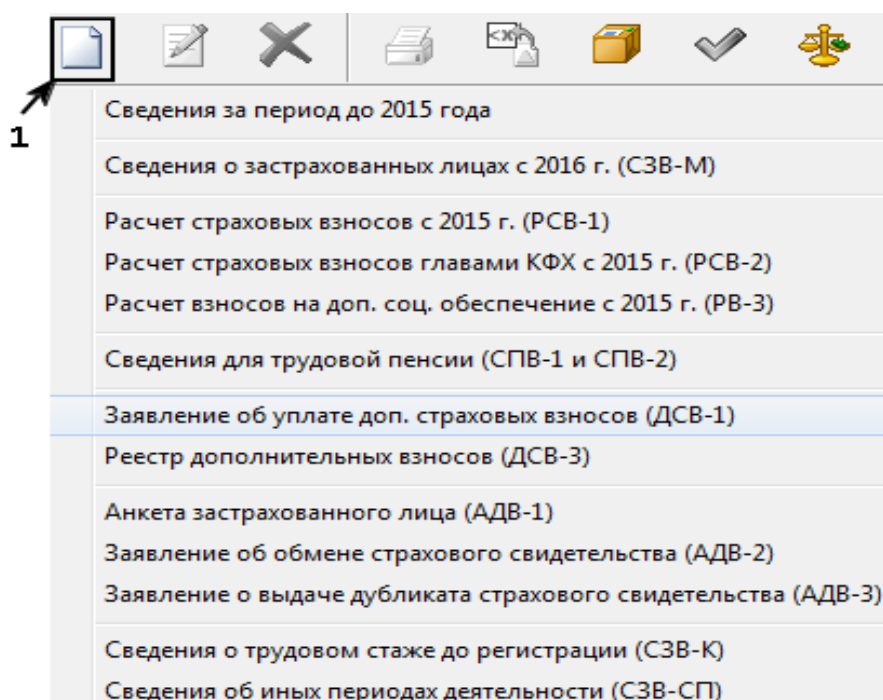 1
Сведения за период до 2015 года
Сведения о застрахованных лицах с 2016 г. (СЗВ-М)
Расчет страховых взносов с 2015 г. (РСВ-1)
Расчет страховых взносов главами КФХ с 2015 г. (РСВ-2)
Расчет взносов на доп. соц. обеспечение с 2015 г. (РВ-3)
Сведения для трудовой пенсии (СПВ-1 и СПВ-2)
Заявление об уплате доп. страховых взносов (ДСВ-1)
Реестр дополнительных взносов (ДСВ-3)
Анкета застрахованного лица (АДВ-1)
Заявление об обмене страхового свидетельства (АДВ-2)
Заявление о выдаче дубликата страхового свидетельства (АДВ-3)
Сведения о трудовом стаже до регистрации (СЗВ-К)
Сведения об иных периодах деятельности (СЗВ-СП)